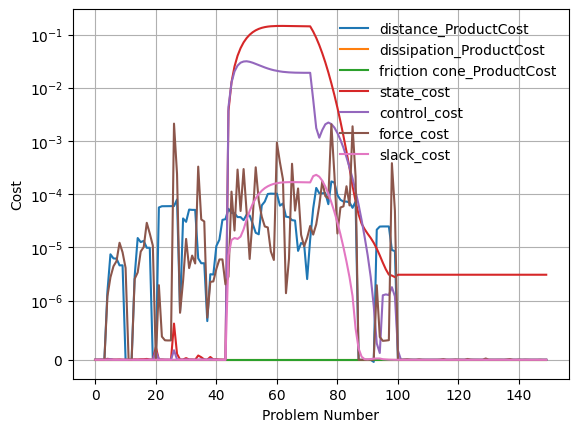 distance_ProductCost
dissipation_ProductCost
friction cone_ProductCost
state_cost
control_cost
force_cost
slack_cost
Cost
10⁻¹
10⁻²
10⁻³
10⁻⁴
10⁻⁵
10⁻⁶
0
0 20 40 60 80 100 120 140
Problem Number